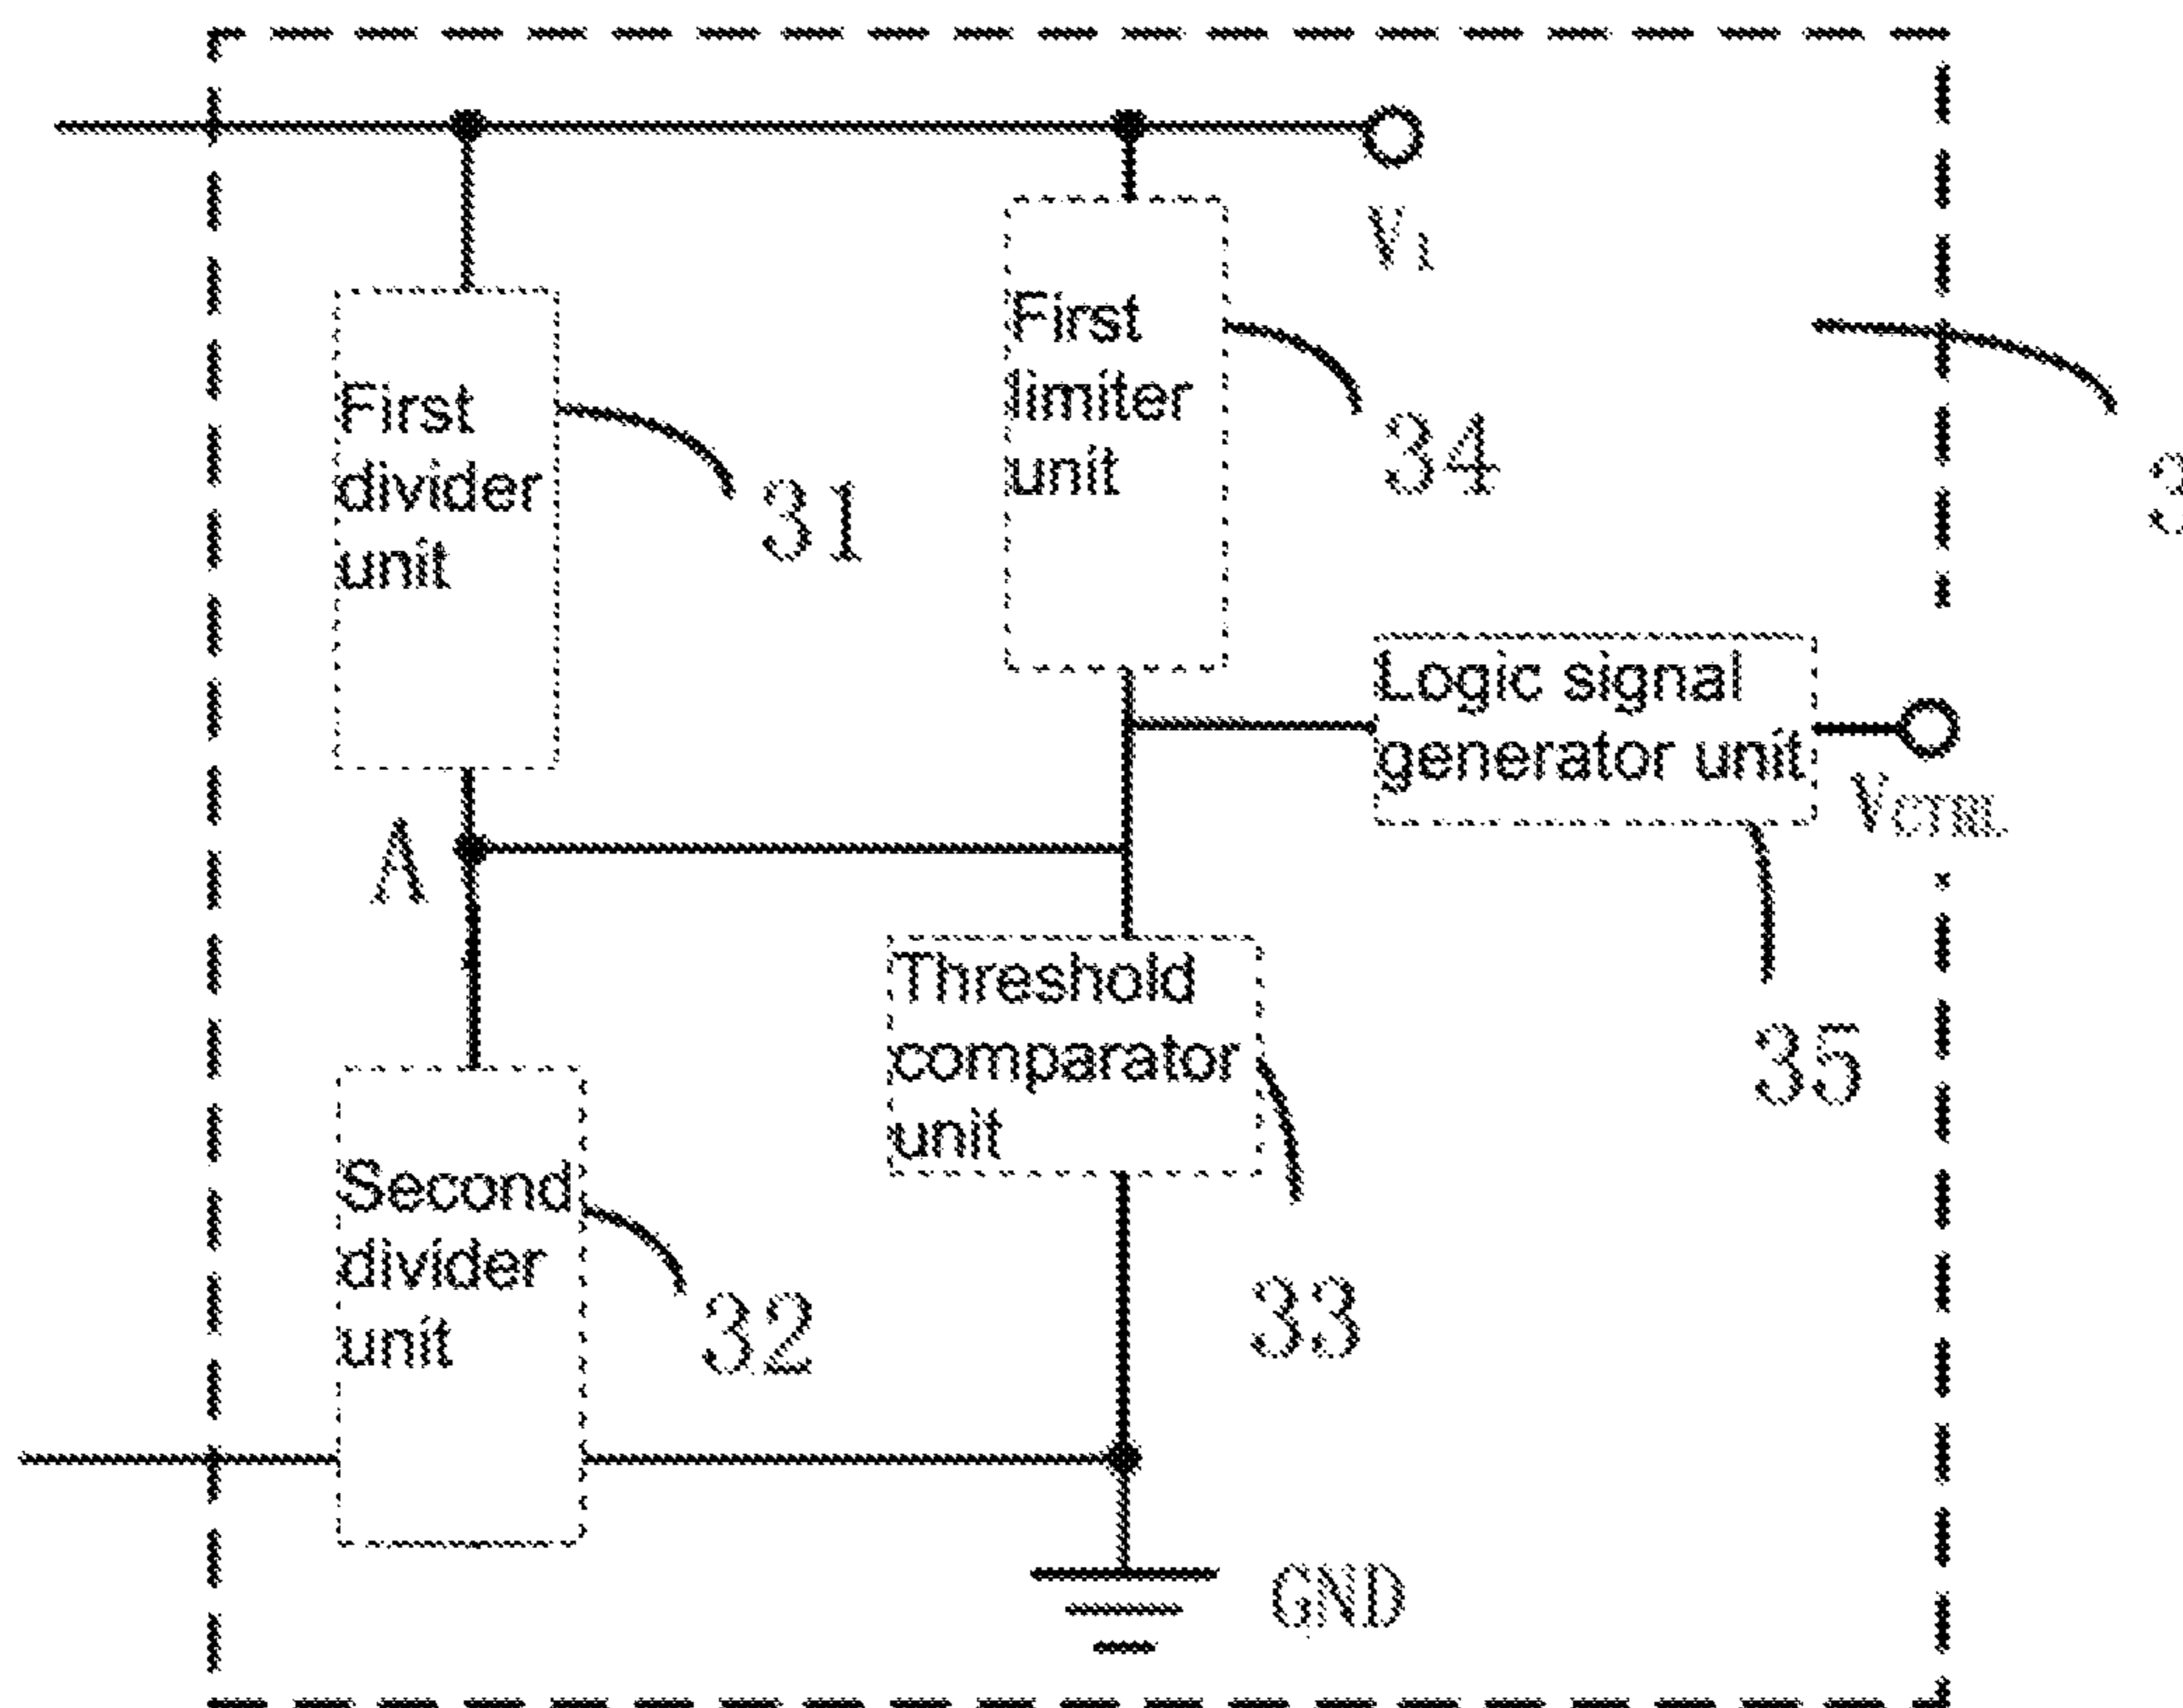 V1
First
divider
unit
31
First
limiter
unit
34
Logic signal
generator unit
VCTRL
35
A
Threshold
comparator
unit
33
Second
divider
unit
32
GND